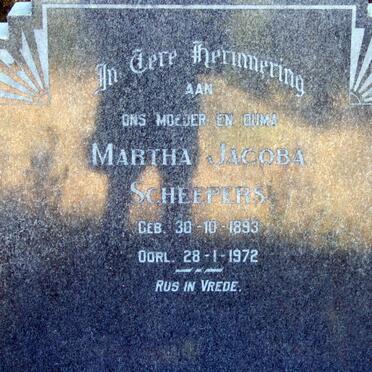 In Tere Herinnering
AAN
ONS MOEDER EN OUMA
MARTHA JACOBA
SCHEEPERS
GEB. 30-10-1893
OORL. 28-1-1972
RUS IN VREDE.